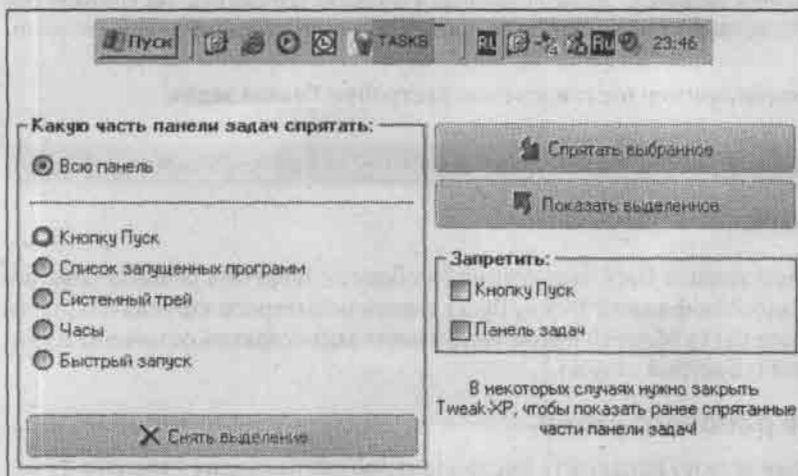 Пуск TASKS RL Ru 23:46
Какую часть панели задач спрятать:
Всю панель
Кнопку Пуск
Список запущенных программ
Системный трей
Часы
Быстрый запуск
Снять выделение
Спрятать выбранное
Показать выделенное
Запретить:
Кнопку Пуск
Панель задач
В некоторых случаях нужно закрыть
Tweak-XP, чтобы показать ранее спрятанные
части панели задач!